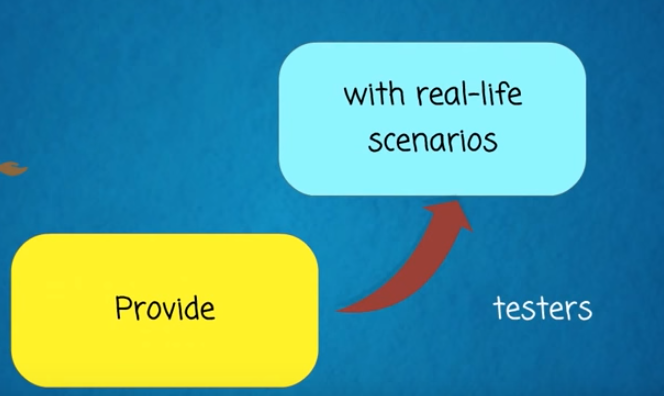 with real-life
scenarios
Provide
testers